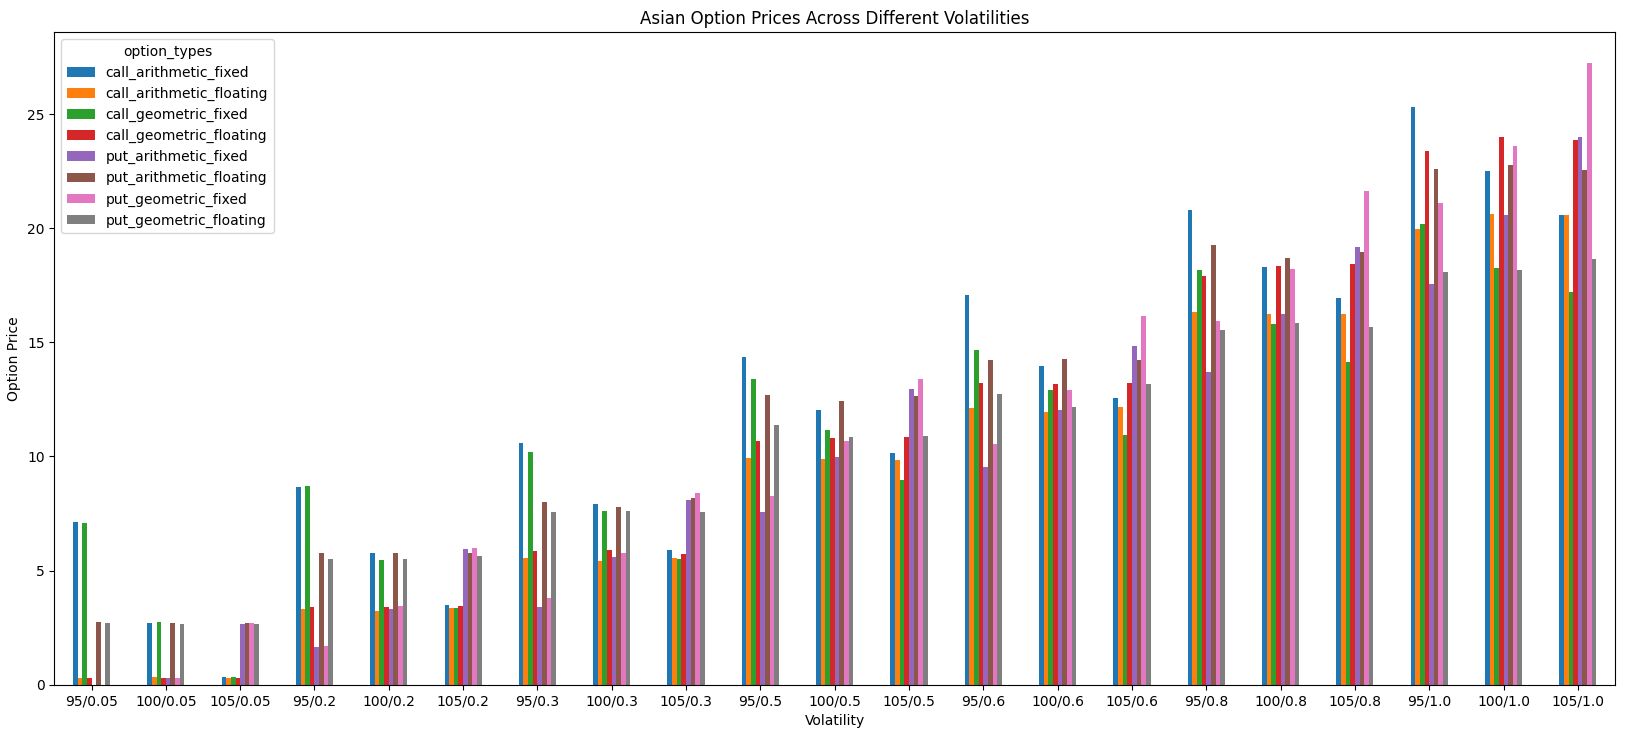 Asian Option Prices Across Different Volatilities
option_types
call_arithmetic_fixed
call_arithmetic_floating
call_geometric_fixed
call_geometric_floating
put_arithmetic_fixed
put_arithmetic_floating
put_geometric_fixed
put_geometric_floating
Option Price
25
20
15
10
5
0
95/0.05 100/0.05 105/0.05 95/0.2 100/0.2 105/0.2 95/0.3 100/0.3 105/0.3 95/0.5 100/0.5 105/0.5 95/0.6 100/0.6 105/0.6 95/0.8 100/0.8 105/0.8 95/1.0 100/1.0 105/1.0
Volatility